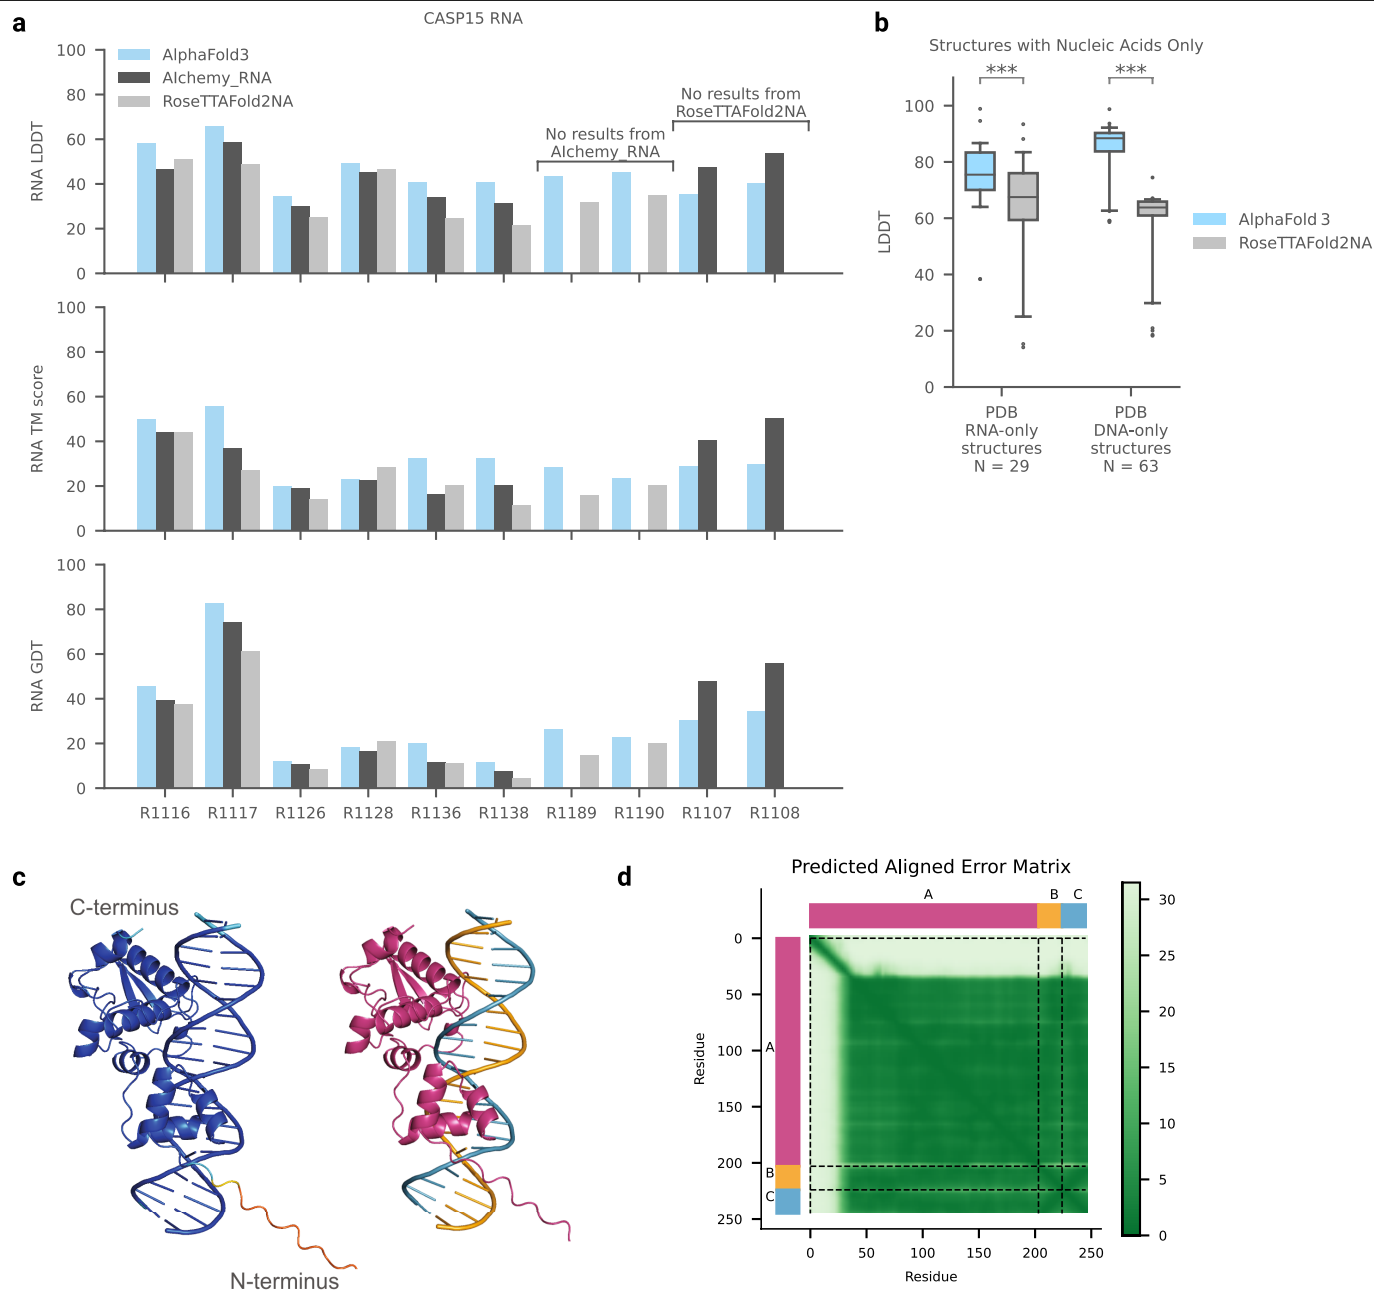 a
CASP15 RNA
AlphaFold3
AIchemy_RNA
RoseTTAFold2NA
No results from
AIchemy_RNA
No results from
RoseTTAFold2NA
RNA LDDT
100
80
60
40
20
0
RNA TM score
100
80
60
40
20
0
RNA GDT
100
80
60
40
20
0
R1116 R1117 R1126 R1128 R1136 R1138 R1189 R1190 R1107 R1108
b
Structures with Nucleic Acids Only
*** ***
LDDT
100
80
60
40
20
0
PDB
RNA-only
structures
N = 29
PDB
DNA-only
structures
N = 63
AlphaFold 3
RoseTTAFold2NA
c
C-terminus
N-terminus
d
Predicted Aligned Error Matrix
A B C
Residue
0
50
100
150
200
250
A
B
C
0 50 100 150 200 250
Residue
30
25
20
15
10
5
0